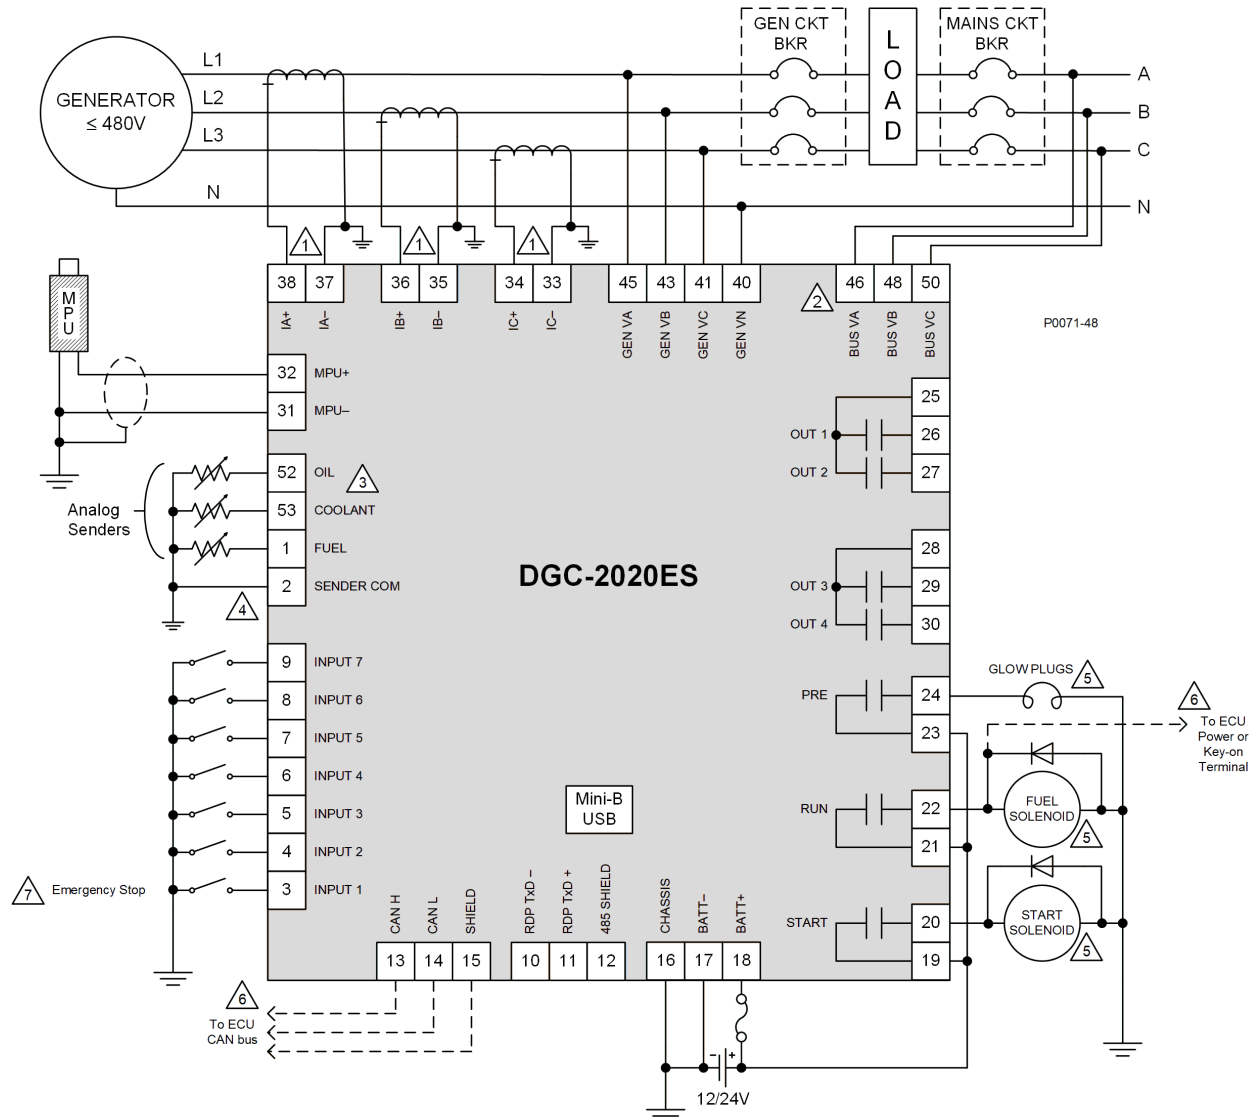 GEN CKT
BKR
LOAD
MAINS CKT
BKR
GENERATOR
≤ 480V
L1
L2
L3
N
A
B
C
N
1
1
1
2
38
37
36
35
34
33
45
43
41
40
46
48
50
IA+
IA–
IB+
IB–
IC+
IC–
GEN VA
GEN VB
GEN VC
GEN VN
BUS VA
BUS VB
BUS VC
P0071-48
MPU
32 MPU+
31 MPU–
Analog
Senders
52 OIL
3
53 COOLANT
1 FUEL
2 SENDER COM
4
DGC-2020ES
25
OUT 1
26
OUT 2
27
28
OUT 3
29
OUT 4
30
9 INPUT 7
8 INPUT 6
7 INPUT 5
6 INPUT 4
5 INPUT 3
4 INPUT 2
3 INPUT 1
7
Emergency Stop
PRE
24
23
GLOW PLUGS
5
6
To ECU
Power or
Key-on
Terminal
RUN
22
21
FUEL
SOLENOID
5
START
20
19
START
SOLENOID
5
Mini-B
USB
CAN H
CAN L
SHIELD
RDP TxD –
RDP TxD +
485 SHIELD
CHASSIS
BATT–
BATT+
13
14
15
10
11
12
16
17
18
6
To ECU
CAN bus
– +
12/24V